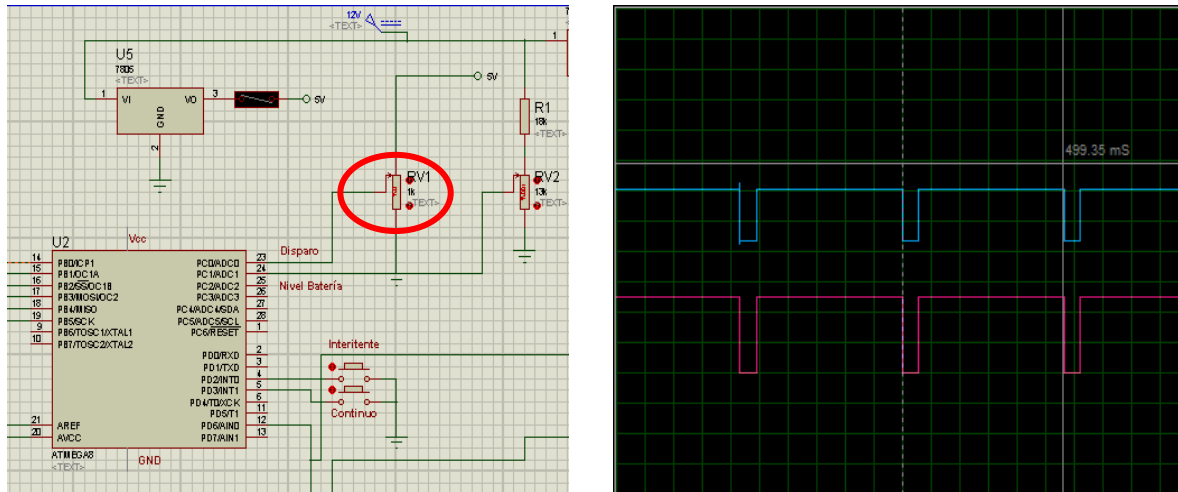 12V
<TEXT>
1
7
U5
7805
<TEXT>
1 VI VO 3
GND
2
5V
5V
R1
18k
<TEXT>
RV1
1k
<TEXT>
RV2
13k
<TEXT>
499.35 mS
U2
Vcc
Disparo
Nivel Batería
14 PB0/ICP1 PC0/ADC0 23
15 PB1/OC1A PC1/ADC1 24
16 PB2/SS/OC1B PC2/ADC2 25
17 PB3/MOSI/OC2 PC3/ADC3 26
18 PB4/MISO PC4/ADC4/SDA 27
19 PB5/SCK PC5/ADC5/SCL 28
9 PB6/TOSC1/XTAL1 PC6/RESET 1
10 PB7/TOSC2/XTAL2
PD0/RXD 2
PD1/TXD 3
PD2/INT0 4
PD3/INT1 5
PD4/T0/XCK 6
PD5/T1 11
21 AREF PD6/AIN0 12
20 AVCC PD7/AIN1 13
Interitente
Continuo
ATMEGA8
<TEXT>
GND